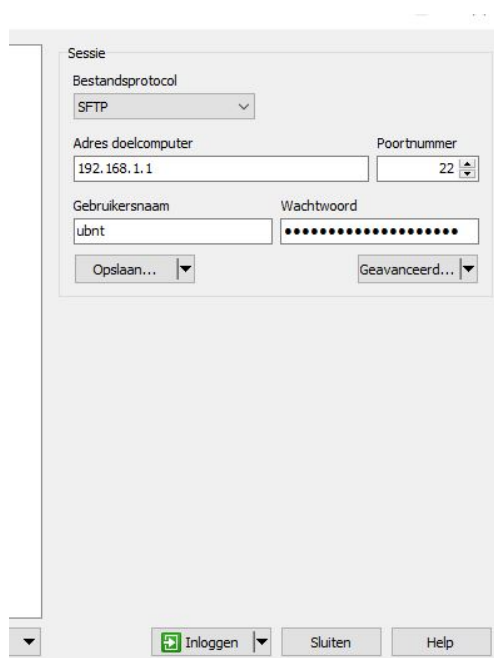 Sessie
Bestandsprotocol
SFTP
Adres doelcomputer Poortnummer
192.168.1.1 22
Gebruikersnaam Wachtwoord
ubnt ••••••••••••••••••••
Opslaan... Geavanceerd...
Inloggen Sluiten Help